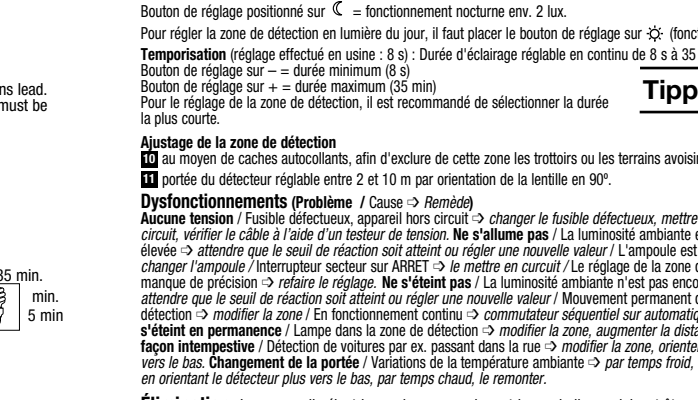 Bouton de réglage positionné sur ☾ = fonctionnement nocturne env. 2 lux.
Pour régler la zone de détection en lumière du jour, il faut placer le bouton de réglage sur ☼ (fonct
Temporisation (réglage effectué en usine : 8 s) : Durée d'éclairage réglable en continu de 8 s à 35
Bouton de réglage sur – = durée minimum (8 s)
Bouton de réglage sur + = durée maximum (35 min)
Pour le réglage de la zone de détection, il est recommandé de sélectionner la durée
la plus courte.
Tipp
Ajustage de la zone de détection
10 au moyen de caches autocollants, afin d'exclure de cette zone les trottoirs ou les terrains avoisin
11 portée du détecteur réglable entre 2 et 10 m par orientation de la lentille en 90º.
Dysfonctionnements (Problème / Cause ➩ Remède)
Aucune tension / Fusible défectueux, appareil hors circuit ➩ changer le fusible défectueux, mettre
circuit, vérifier le câble à l'aide d'un testeur de tension. Ne s'allume pas / La luminosité ambiante e
élevée ➩ attendre que le seuil de réaction soit atteint ou régler une nouvelle valeur / L'ampoule est
changer l'ampoule / Interrupteur secteur sur ARRET ➩ le mettre en curcuit / Le réglage de la zone d
manque de précision ➩ refaire le réglage. Ne s'éteint pas / La luminosité ambiante n'est pas enco
attendre que le seuil de réaction soit atteint ou régler une nouvelle valeur / Mouvement permanent d
détection ➩ modifier la zone / En fonctionnement continu ➩ commutateur séquentiel sur automatiq
s'éteint en permanence / Lampe dans la zone de détection ➩ modifier la zone, augmenter la dista
façon intempestive / Détection de voitures par ex. passant dans la rue ➩ modifier la zone, oriente
vers le bas. Changement de la portée / Variations de la température ambiante ➩ par temps froid,
en orientant le détecteur plus vers le bas, par temps chaud, le remonter.
ns lead.
must be
35 min.
min.
5 min